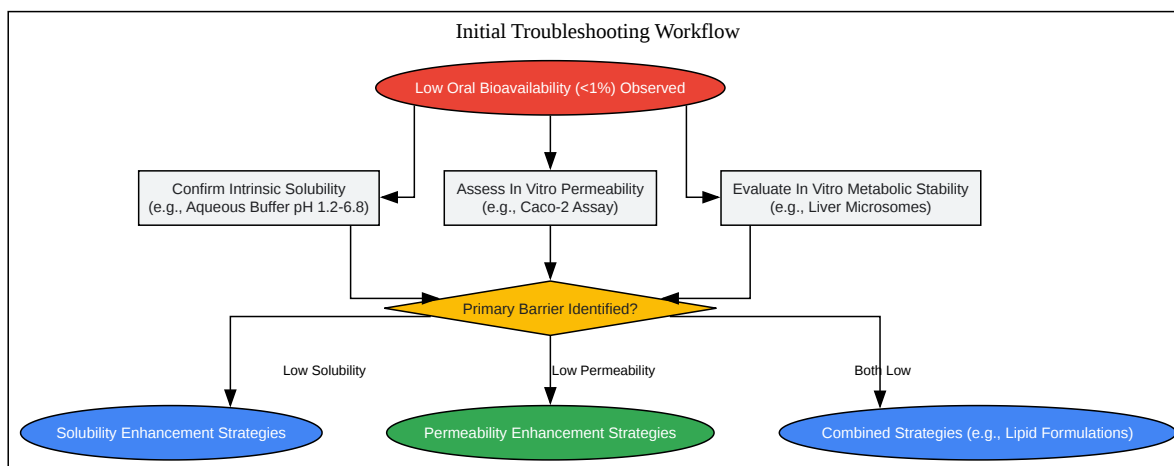 Initial Troubleshooting Workflow
Low Oral Bioavailability (<1%) Observed
Confirm Intrinsic Solubility
(e.g., Aqueous Buffer pH 1.2-6.8)
Assess In Vitro Permeability
(e.g., Caco-2 Assay)
Evaluate In Vitro Metabolic Stability
(e.g., Liver Microsomes)
Primary Barrier Identified?
Low Solubility
Low Permeability
Both Low
Solubility Enhancement Strategies
Permeability Enhancement Strategies
Combined Strategies (e.g., Lipid Formulations)